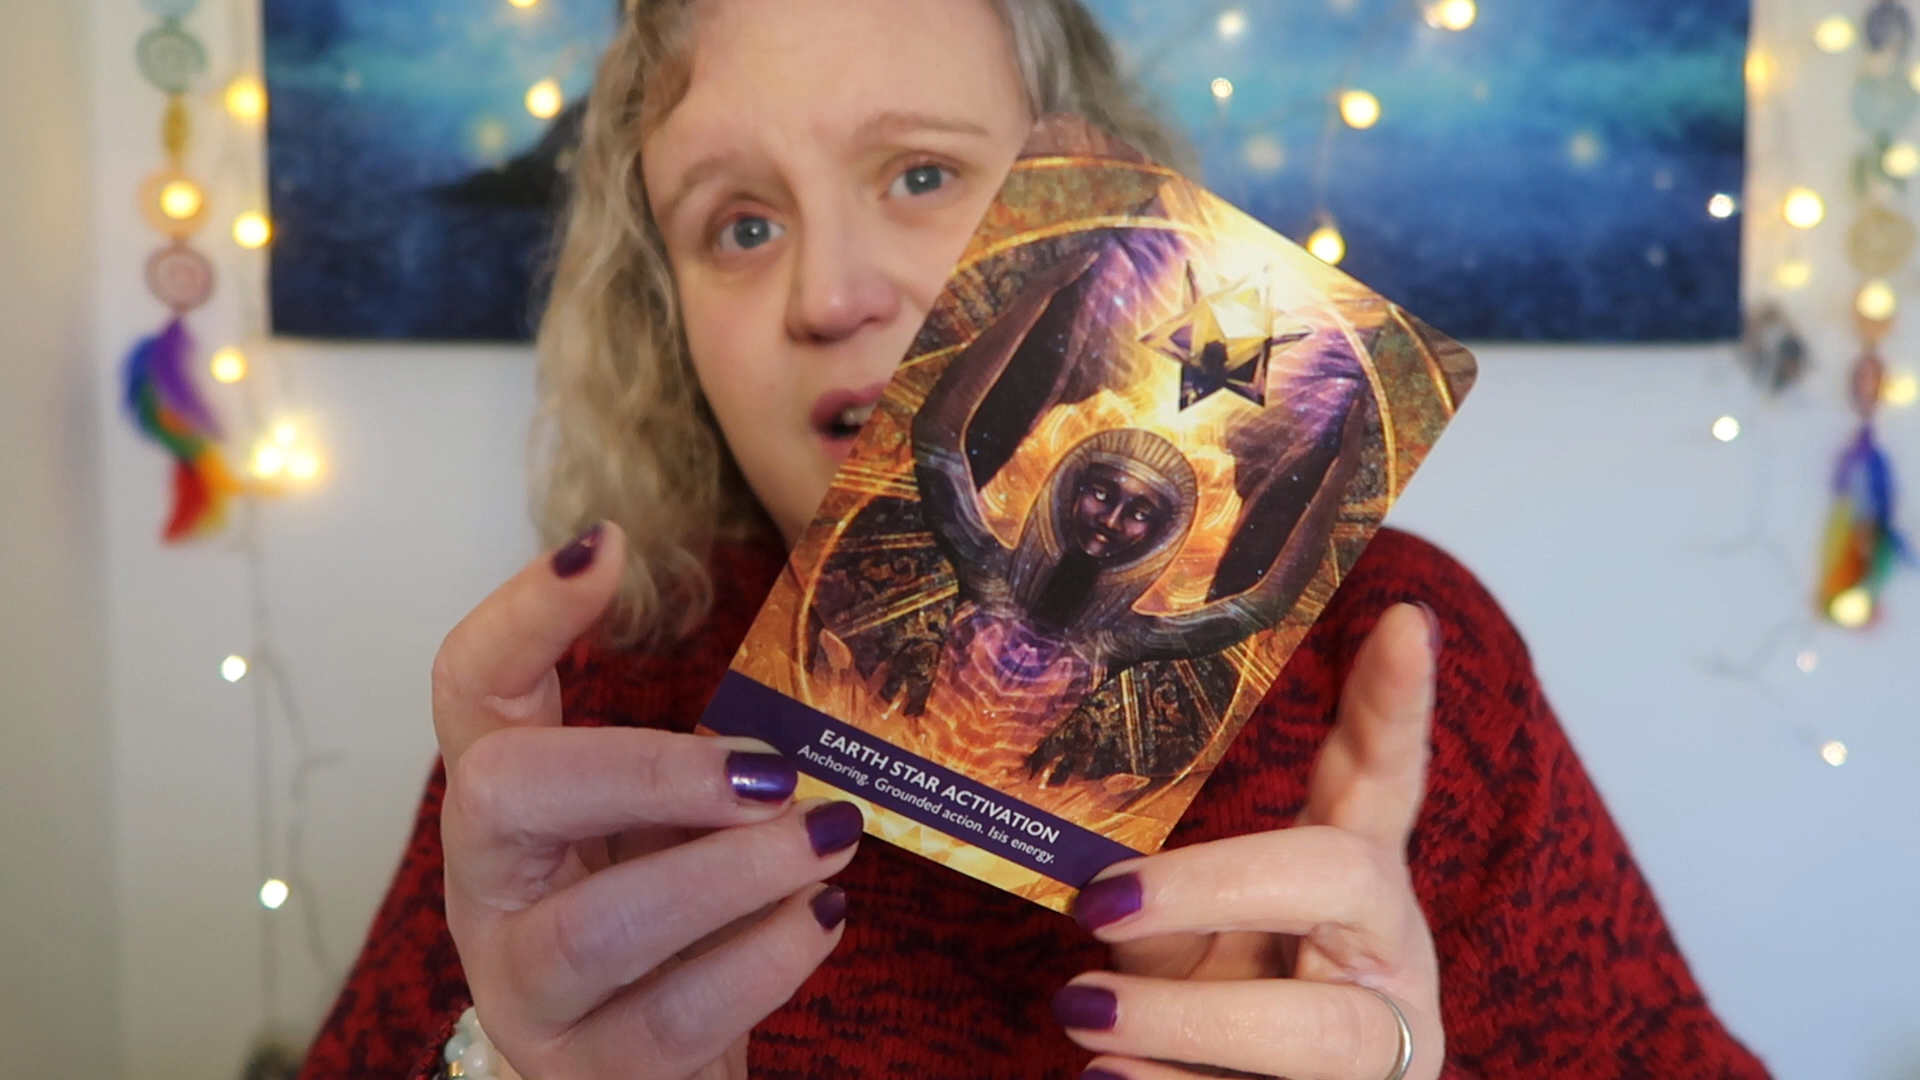 EARTH STAR ACTIVATION
Anchoring. Grounded action. Isis energy.